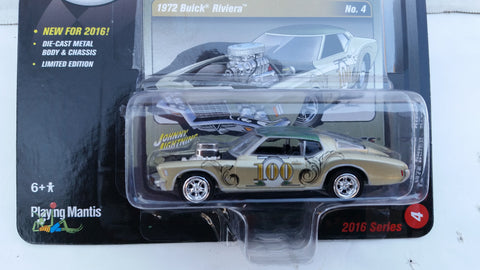 1972 Buick® Riviera™
No. 4
• NEW FOR 2016!
• DIE-CAST METAL
BODY & CHASSIS
• LIMITED EDITION
JOHNNY
LIGHTNING
100
6+
Playing Mantis
2016 Series
4